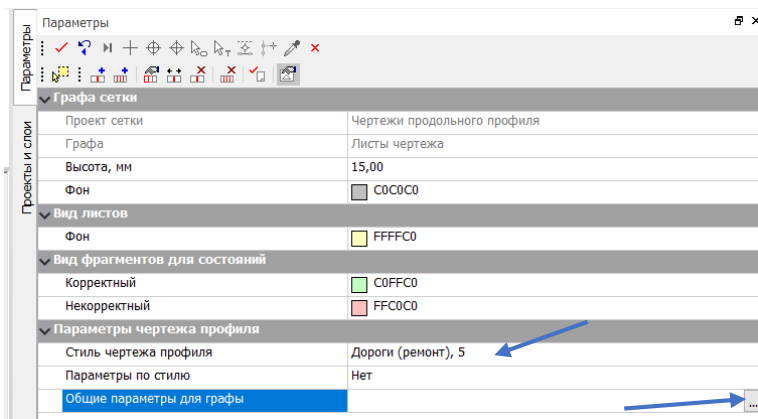 Параметры
Параметры
Проекты и слои
Графа сетки
Проект сетки Чертежи продольного профиля
Графа Листы чертежа
Высота, мм 15,00
Фон C0C0C0
Вид листов
Фон FFFFC0
Вид фрагментов для состояний
Корректный C0FFC0
Некорректный FFC0C0
Параметры чертежа профиля
Стиль чертежа профиля Дороги (ремонт), 5
Параметры по стилю Нет
Общие параметры для графы ...